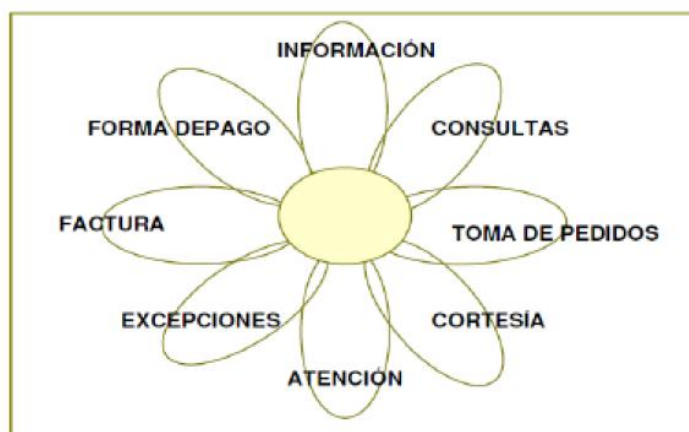 INFORMACIÓN
FORMA DEPAGO
CONSULTAS
FACTURA
TOMA DE PEDIDOS
EXCEPCIONES
CORTESÍA
ATENCIÓN